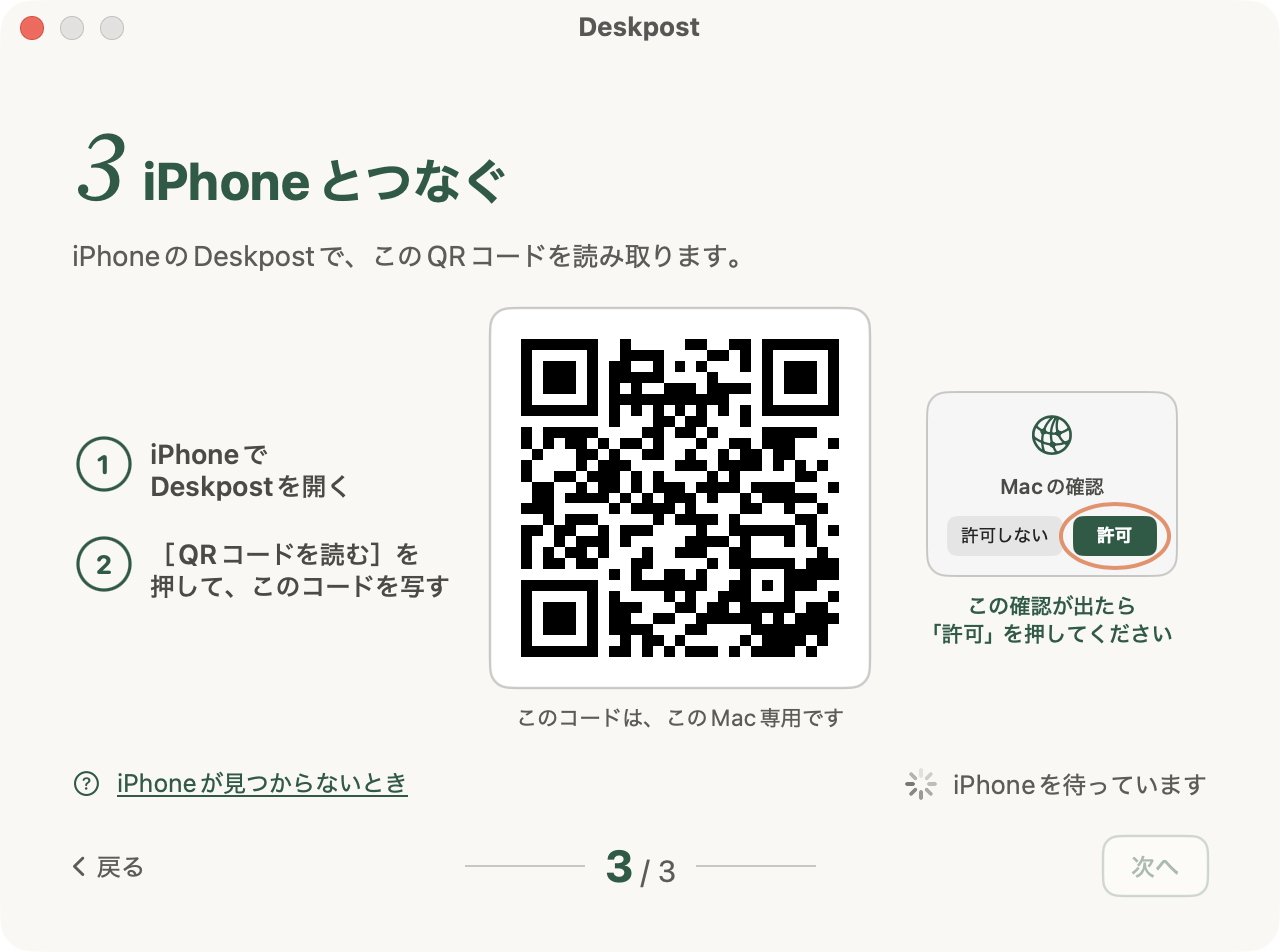 Deskpost
3 iPhoneとつなぐ
iPhoneのDeskpostで、このQRコードを読み取ります。
1 iPhoneで
Deskpostを開く
2 ［QRコードを読む］を
押して、このコードを写す
このコードは、このMac専用です
Macの確認
許可しない 許可
この確認が出たら
「許可」を押してください
? iPhoneが見つからないとき
iPhoneを待っています
戻る
3 / 3
次へ